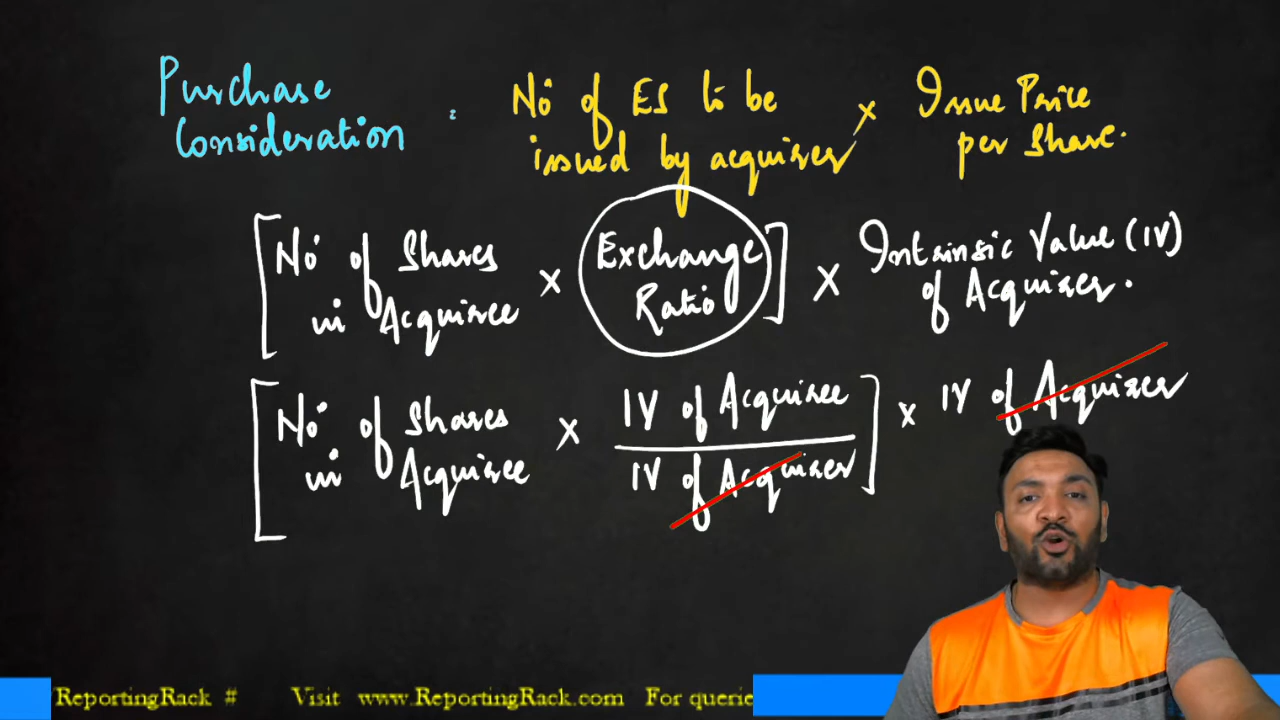 Purchase Consideration = No of ES to be issued by acquirer × Issue Price per Share.
[No of Shares in Acquiree × Exchange Ratio] × Intrinsic Value (IV) of Acquirer.
[No of Shares in Acquiree × IV of Acquiree / IV of Acquirer] × IV of Acquirer
ReportingRack # Visit www.ReportingRack.com For querie